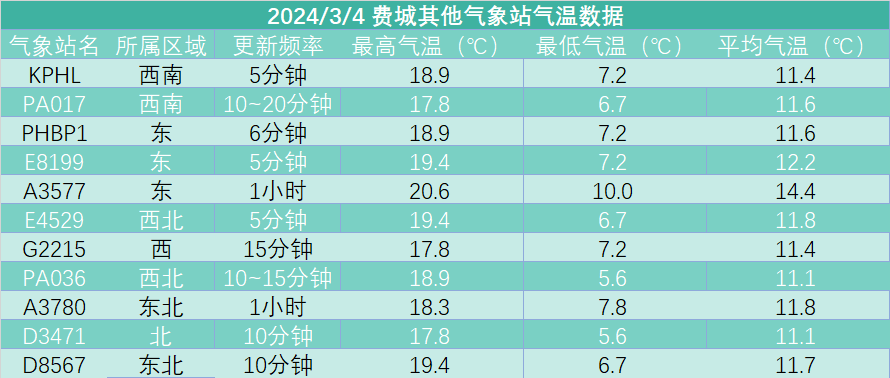 2024/3/4 费城其他气象站气温数据
气象站名 所属区域 更新频率 最高气温（℃） 最低气温（℃） 平均气温（℃）
KPHL 西南 5分钟 18.9 7.2 11.4
PA017 西南 10~20分钟 17.8 6.7 11.6
PHBP1 东 6分钟 18.9 7.2 11.6
E8199 东 5分钟 19.4 7.2 12.2
A3577 东 1小时 20.6 10.0 14.4
E4529 西北 5分钟 19.4 6.7 11.8
G2215 西 15分钟 17.8 7.2 11.4
PA036 西北 10~15分钟 18.9 5.6 11.1
A3780 东北 1小时 18.3 7.8 11.8
D3471 北 10分钟 17.8 5.6 11.1
D8567 东北 10分钟 19.4 6.7 11.7